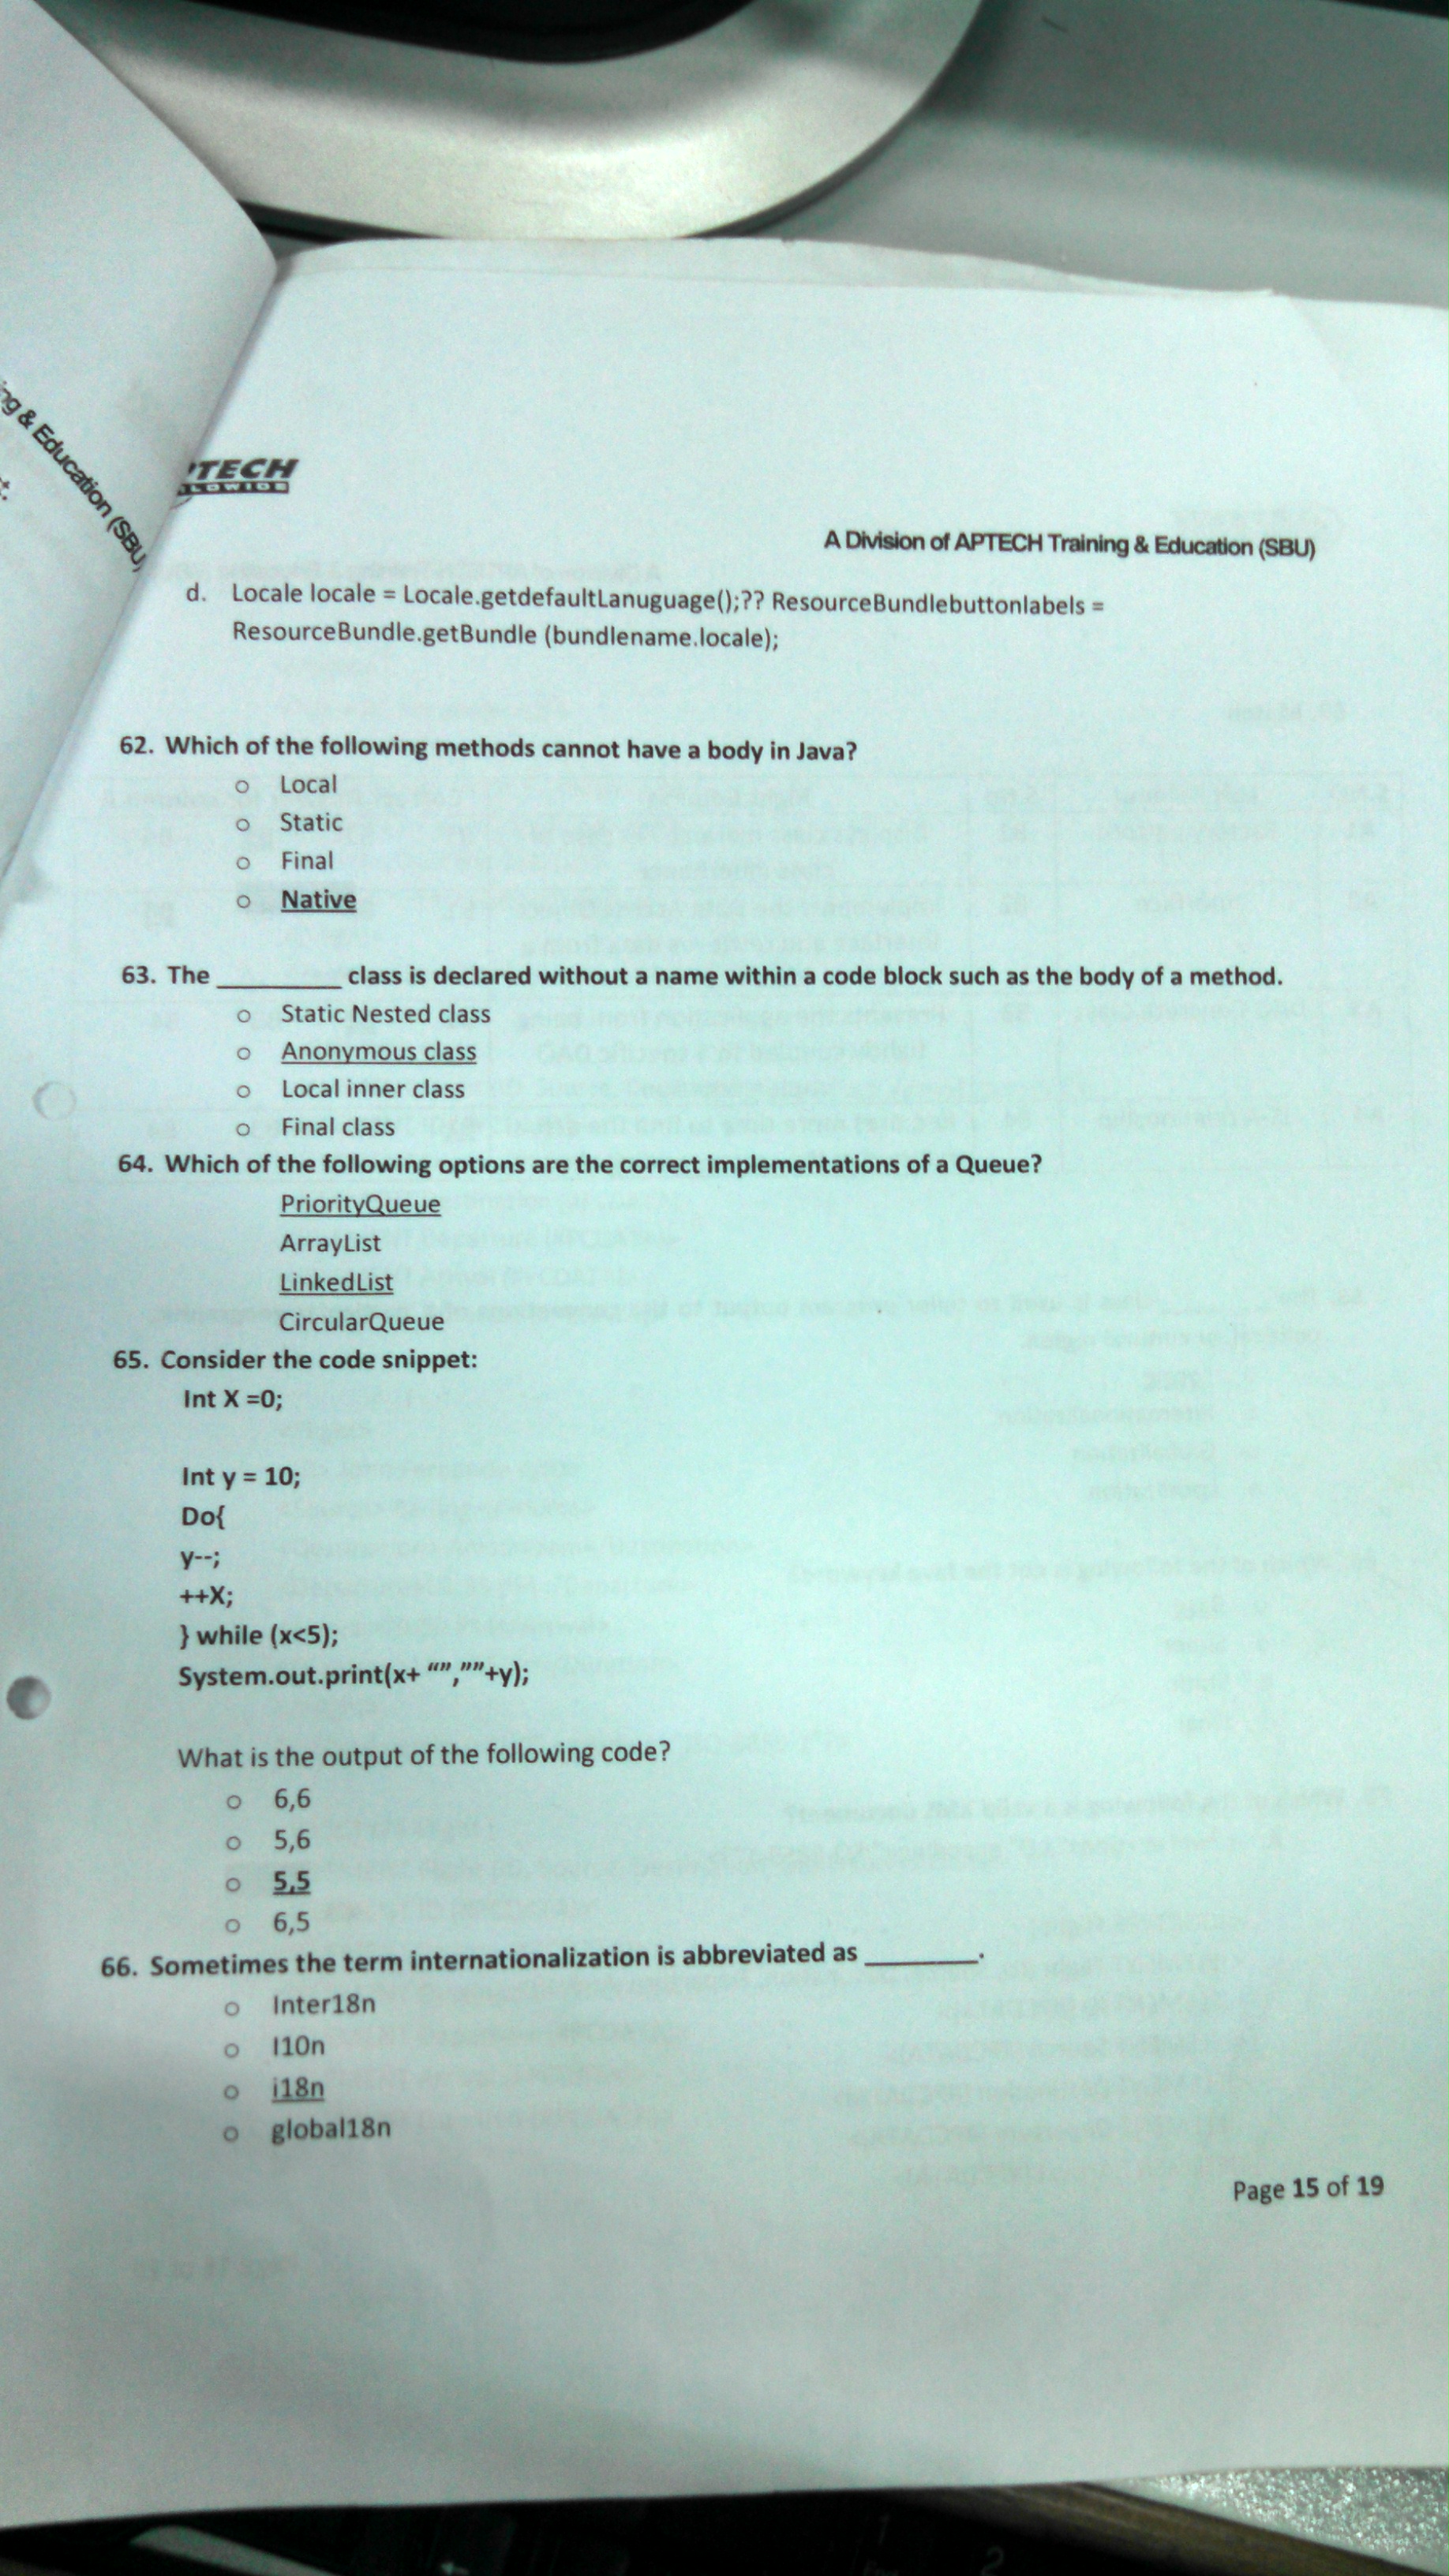 ng & Education (SBU)
PTECH
LDWIDE
A Division of APTECH Training & Education (SBU)
d. Locale locale = Locale.getdefaultLanuguage();?? ResourceBundlebuttonlabels =
ResourceBundle.getBundle (bundlename.locale);
62. Which of the following methods cannot have a body in Java?
o Local
o Static
o Final
o Native
63. The _________ class is declared without a name within a code block such as the body of a method.
o Static Nested class
o Anonymous class
o Local inner class
o Final class
64. Which of the following options are the correct implementations of a Queue?
PriorityQueue
ArrayList
LinkedList
CircularQueue
65. Consider the code snippet:
Int X =0;
Int y = 10;
Do{
y--;
++X;
} while (x<5);
System.out.print(x+ “”,””+y);
What is the output of the following code?
o 6,6
o 5,6
o 5,5
o 6,5
66. Sometimes the term internationalization is abbreviated as ________.
o Inter18n
o I10n
o i18n
o global18n
Page 15 of 19